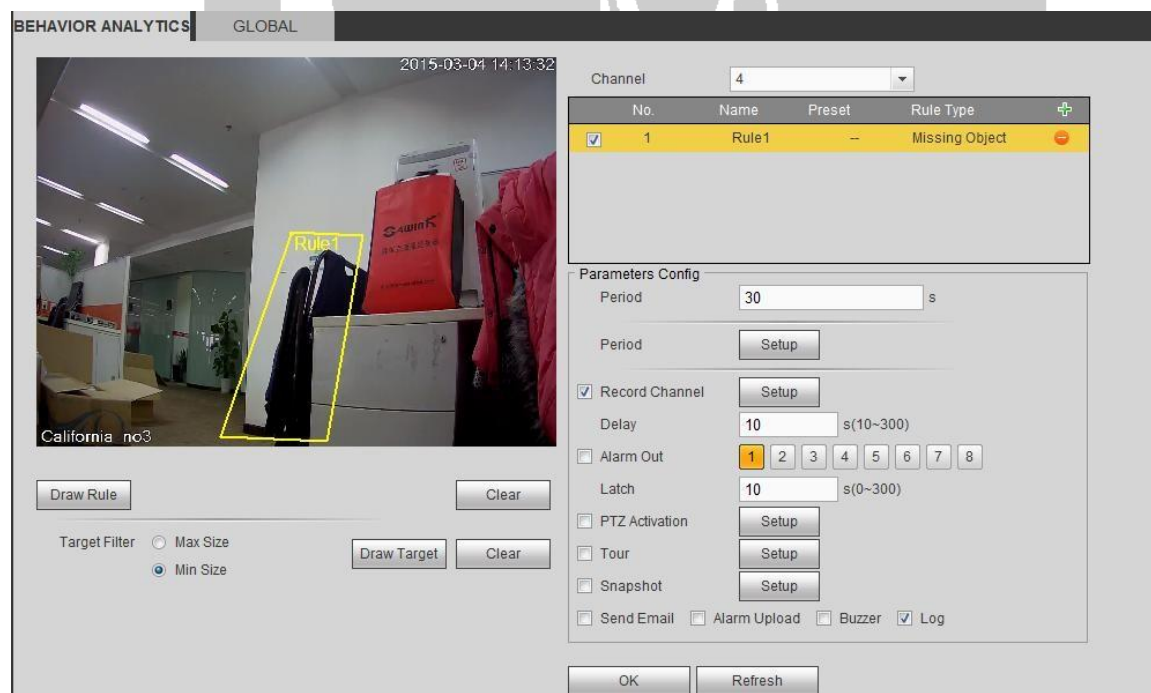 BEHAVIOR ANALYTICS GLOBAL
2015-03-04 14:13:32
Rule1
SawinK
California no3
Draw Rule Clear
Target Filter Max Size
Min Size
Draw Target Clear
Channel 4
No. Name Preset Rule Type
1 Rule1 -- Missing Object
Parameters Config
Period 30 s
Period Setup
Record Channel Setup
Delay 10 s(10~300)
Alarm Out 1 2 3 4 5 6 7 8
Latch 10 s(0~300)
PTZ Activation Setup
Tour Setup
Snapshot Setup
Send Email Alarm Upload Buzzer Log
OK Refresh